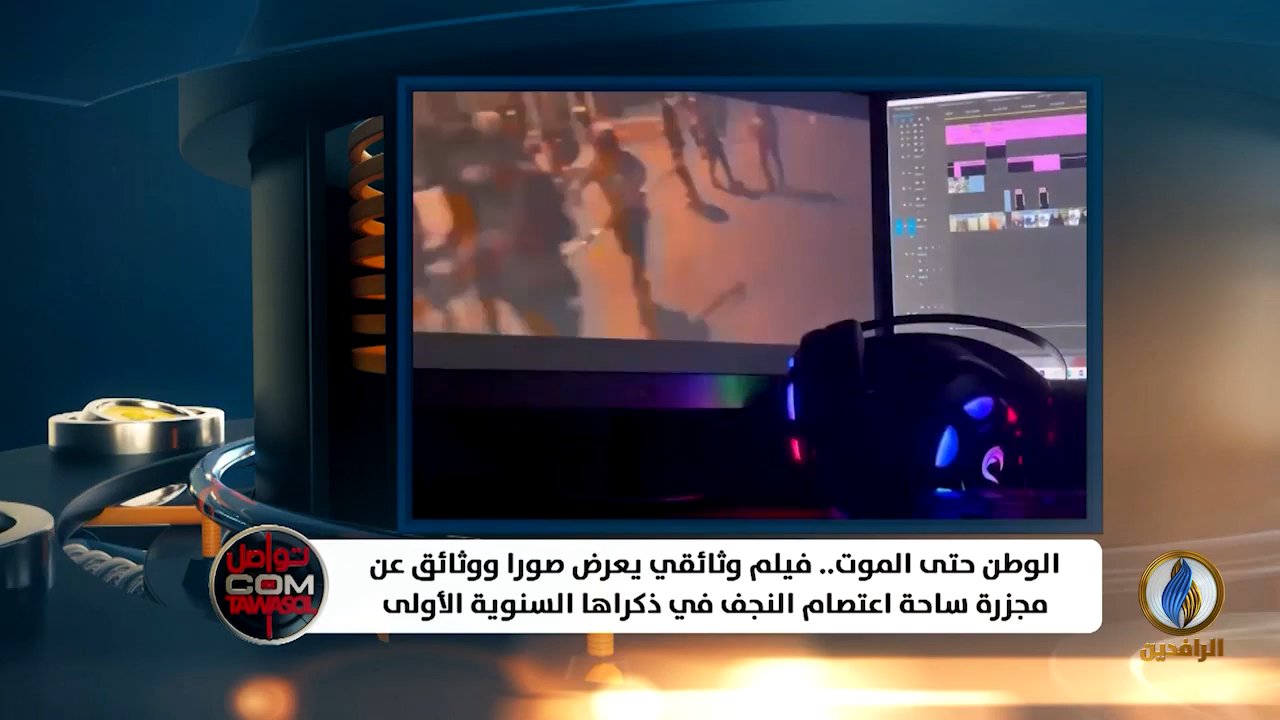 الوطن حتى الموت.. فيلم وثائقي يعرض صورا ووثائق عن
مجزرة ساحة اعتصام النجف في ذكراها السنوية الأولى
تواصل
COM
TAWASOL
الرافدين